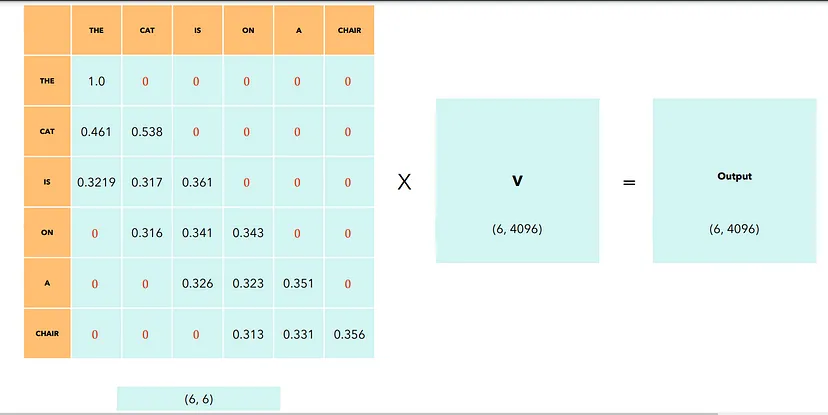 THE CAT IS ON A CHAIR
THE 1.0 0 0 0 0 0
CAT 0.461 0.538 0 0 0 0
IS 0.3219 0.317 0.361 0 0 0
ON 0 0.316 0.341 0.343 0 0
A 0 0 0.326 0.323 0.351 0
CHAIR 0 0 0 0.313 0.331 0.356
(6, 6)
X
V
(6, 4096)
=
Output
(6, 4096)